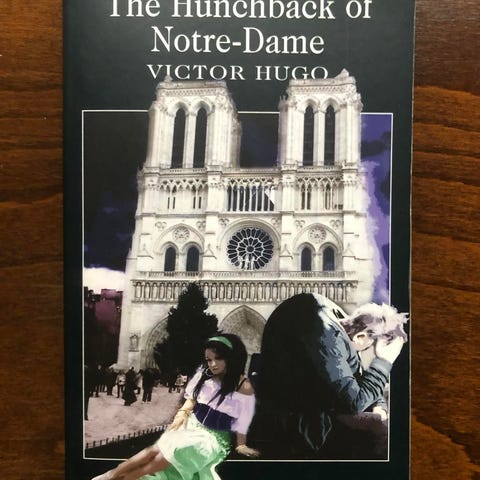 The Hunchback of
Notre-Dame
VICTOR HUGO